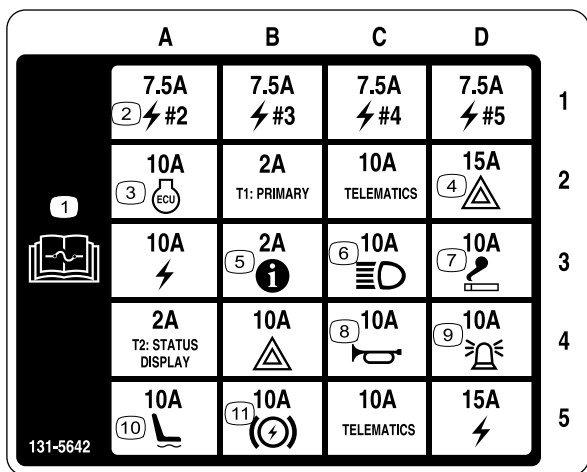 A B C D
7.5A 7.5A 7.5A 7.5A 1
2 #2 #3 #4 #5
10A 2A 10A 15A 2
3 ECU T1: PRIMARY TELEMATICS 4
1
10A 2A 10A 10A 3
5 6 7
2A 10A 10A 10A 4
T2: STATUS 8 9
DISPLAY
10A 10A 10A 15A 5
10 11 TELEMATICS
131-5642